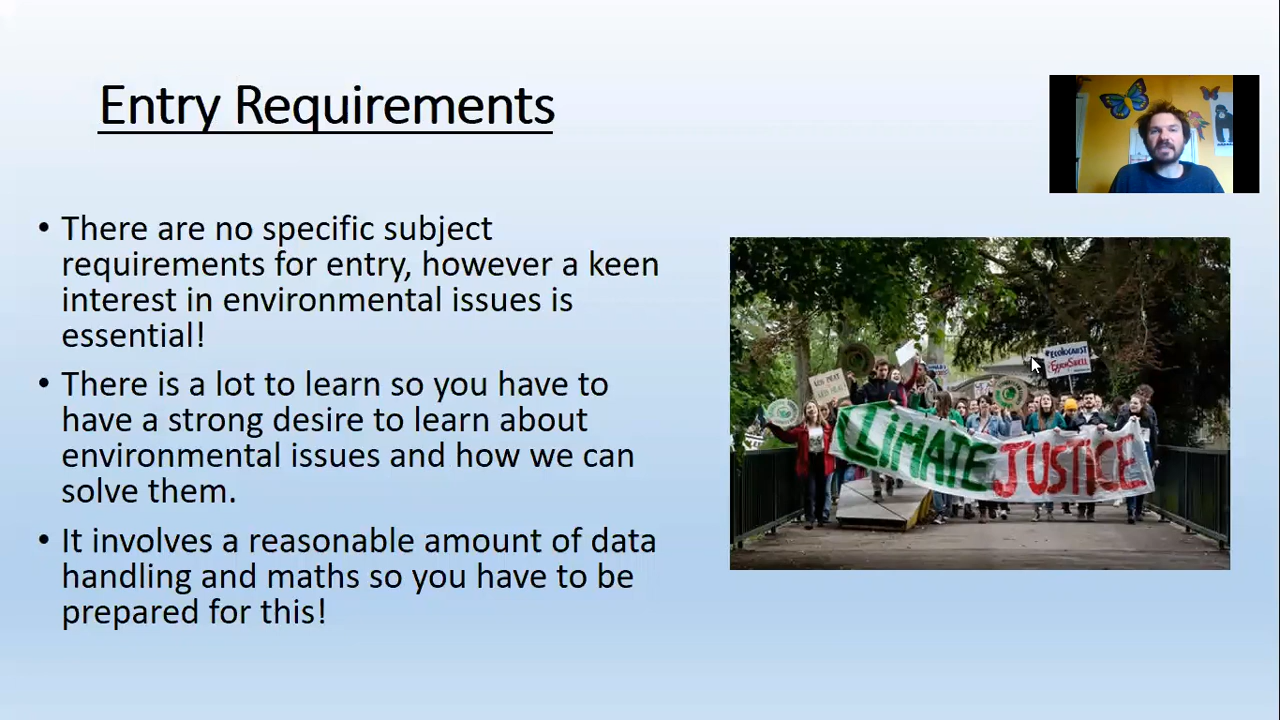 Entry Requirements
• There are no specific subject
requirements for entry, however a keen
interest in environmental issues is
essential!
• There is a lot to learn so you have to
have a strong desire to learn about
environmental issues and how we can
solve them.
• It involves a reasonable amount of data
handling and maths so you have to be
prepared for this!
CLIMATE JUSTICE